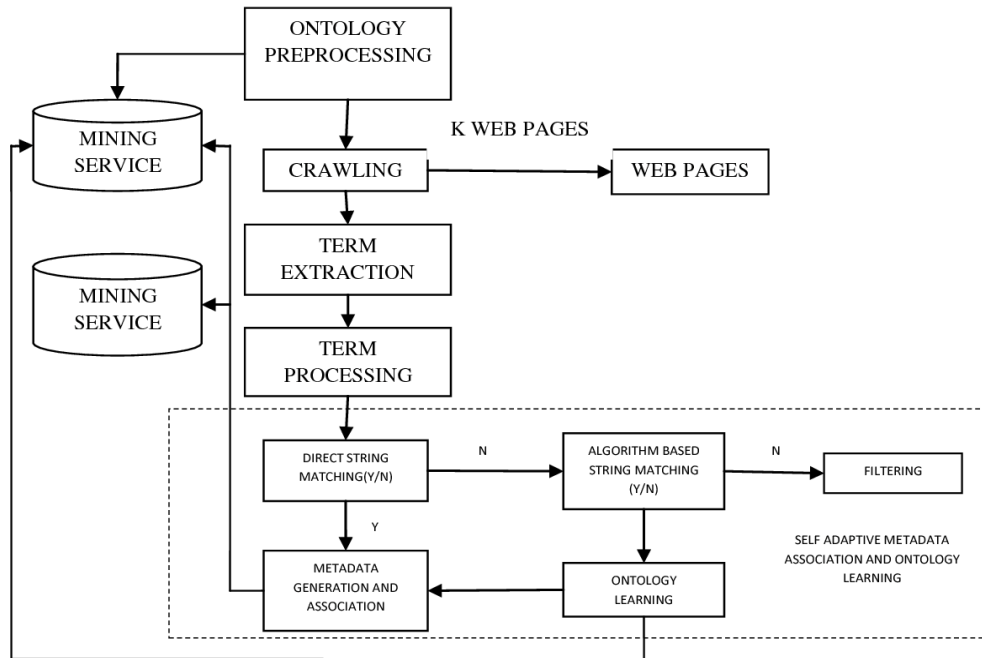 ONTOLOGY
PREPROCESSING
MINING
SERVICE
K WEB PAGES
CRAWLING
WEB PAGES
TERM
EXTRACTION
MINING
SERVICE
TERM
PROCESSING
DIRECT STRING
MATCHING(Y/N)
N
ALGORITHM BASED
STRING MATCHING
(Y/N)
N
FILTERING
Y
SELF ADAPTIVE METADATA
ASSOCIATION AND ONTOLOGY
LEARNING
METADATA
GENERATION AND
ASSOCIATION
ONTOLOGY
LEARNING